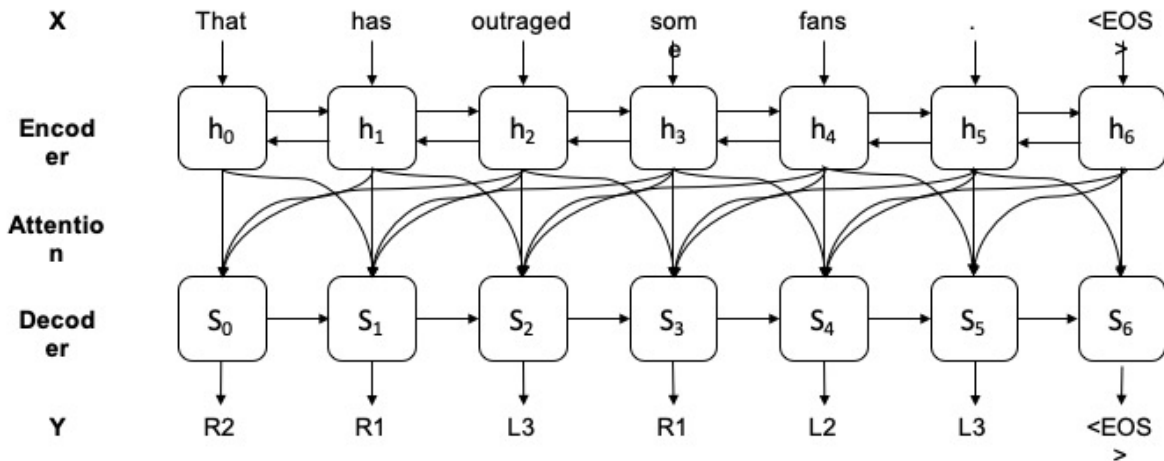 X That has outraged som fans . <EOS
e >
h0 h1 h2 h3 h4 h5 h6
Encod
er
Attentio
n
S0 S1 S2 S3 S4 S5 S6
Decod
er
Y R2 R1 L3 R1 L2 L3 <EOS
>